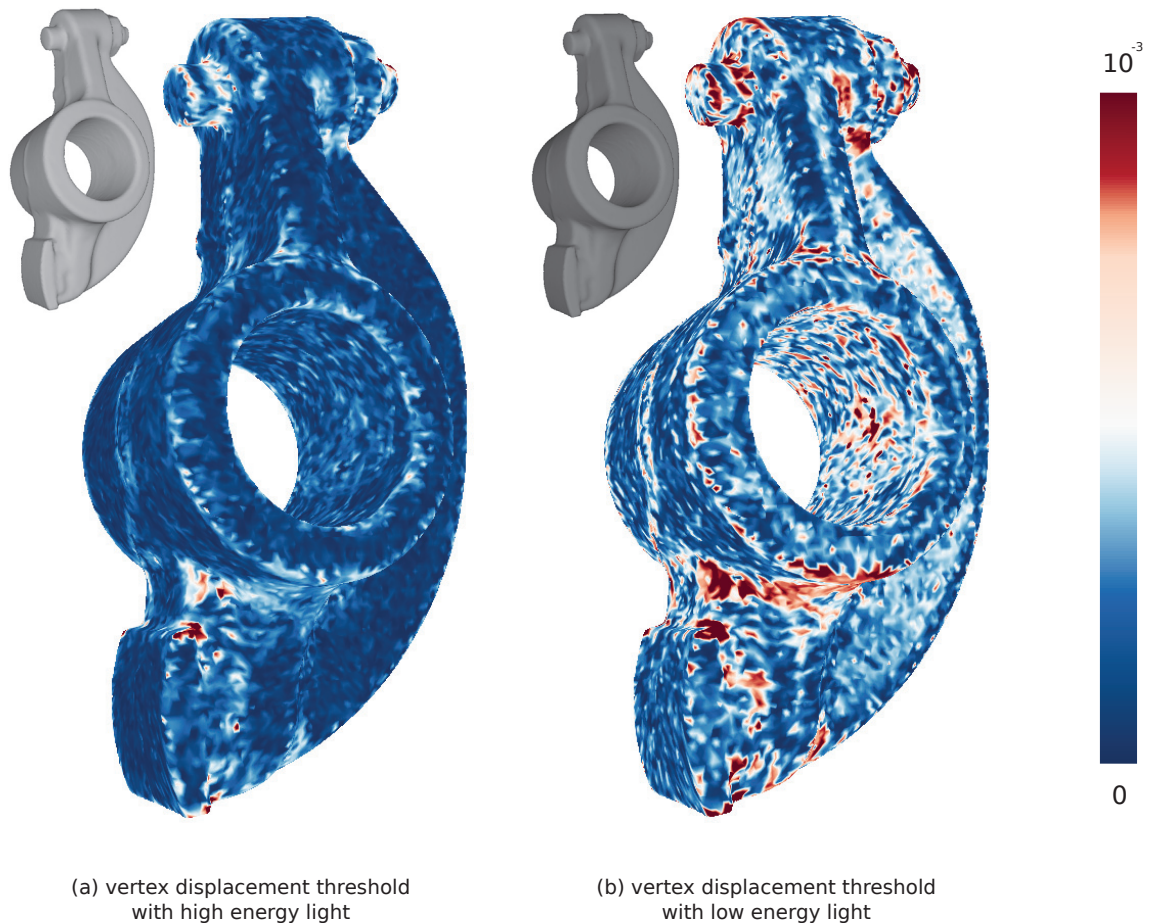 10-3
0
(a) vertex displacement threshold
with high energy light
(b) vertex displacement threshold
with low energy light